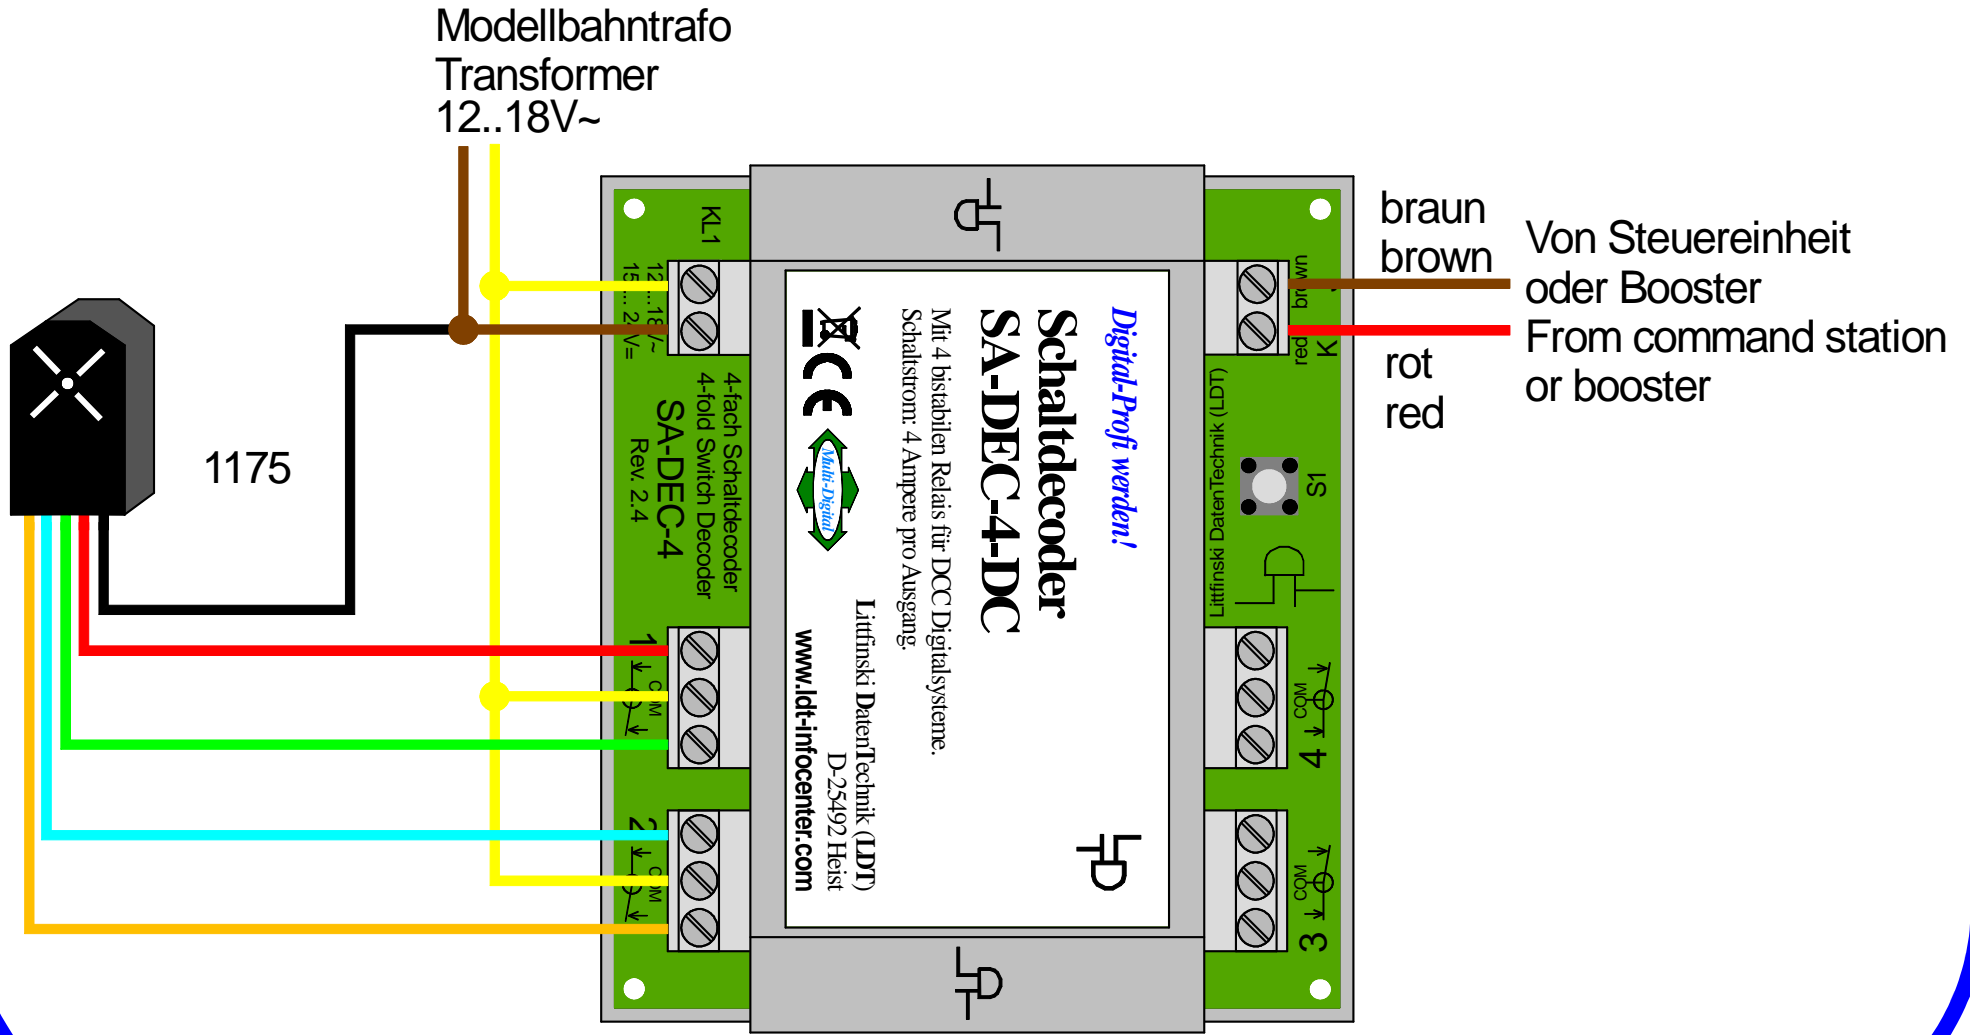 Modellbahntrafo
Transformer
12..18V~
braun
brown
Von Steuereinheit
oder Booster
From command station
or booster
rot
red
1175
KL1
4-fach Schaltdecoder
4-fold Switch Decoder
SA-DEC-4
Rev. 2.4
Digital-Profi werden!
Schaltdecoder
SA-DEC-4-DC
Mit 4 bistabilen Relais für DCC Digitalsysteme.
Schaltstrom: 4 Ampere pro Ausgang.
CE
Multi-Digital
Littfinski DatenTechnik (LDT)
D-25492 Heist
www.ldt-infocenter.com
brown
red
K
Littfinski DatenTechnik (LDT)
S1
1
COM
2
COM
COM
4
COM
3